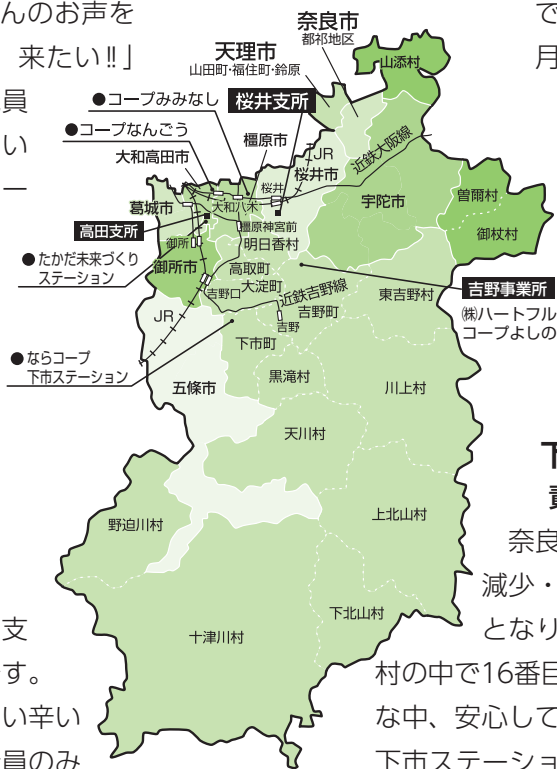 んのお声を
来たい!!」
員
い
ー
で
月
奈良市
都祁地区
天理市
山田町・福住町・鈴原
山添村
●コープみみなし
桜井支所
●コープなんごう
橿原市
大和高田市
JR
桜井市
近鉄大阪線
葛城市
大和八木
桜井
宇陀市
曽爾村
高田支所
橿原神宮前
御杖村
御所
明日香村
●たかだ未来づくり
ステーション
御所市
高取町
大淀町
吉野口
近鉄吉野線
東吉野村
吉野事業所
㈱ハートフル
コープよしの
JR
吉野町
吉野
下市町
●ならコープ
下市ステーション
五條市
黒滝村
川上村
天川村
野迫川村
上北山村
十津川村
下北山村
奈良
減少・
となり
村の中で16番目
な中、安心して
下市ステーショ
支
す。
い辛い
員のみ